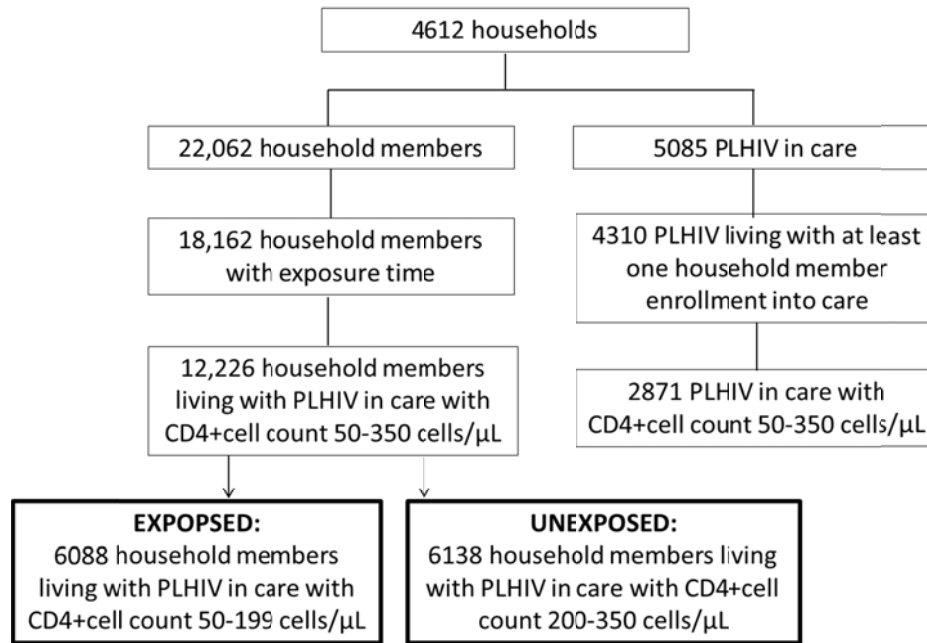 4612 households
22,062 household members
5085 PLHIV in care
18,162 household members
with exposure time
4310 PLHIV living with at least
one household member
enrollment into care
12,226 household members
living with PLHIV in care with
CD4+cell count 50-350 cells/µL
2871 PLHIV in care with
CD4+cell count 50-350 cells/µL
EXPOPSED:
6088 household members
living with PLHIV in care with
CD4+cell count 50-199 cells/µL
UNEXPOSED:
6138 household members living
with PLHIV in care with CD4+cell
count 200-350 cells/µL